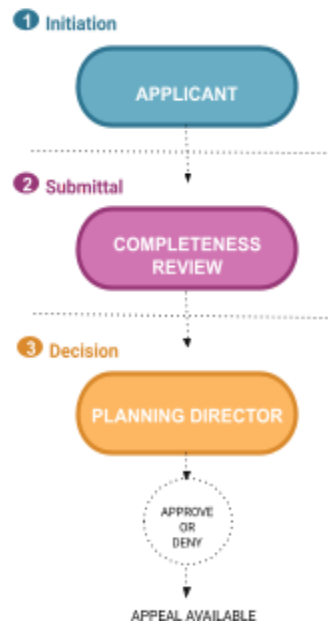 1 Initiation
APPLICANT
2 Submittal
COMPLETENESS
REVIEW
3 Decision
PLANNING DIRECTOR
APPROVE
OR
DENY
APPEAL AVAILABLE